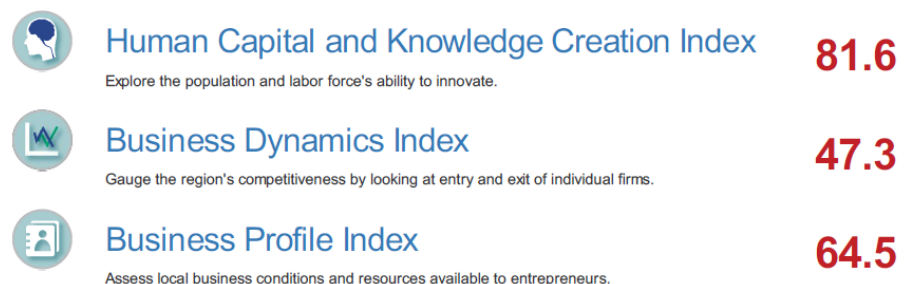 Human Capital and Knowledge Creation Index
81.6
Explore the population and labor force's ability to innovate.
Business Dynamics Index
47.3
Gauge the region's competitiveness by looking at entry and exit of individual firms.
Business Profile Index
64.5
Assess local business conditions and resources available to entrepreneurs.